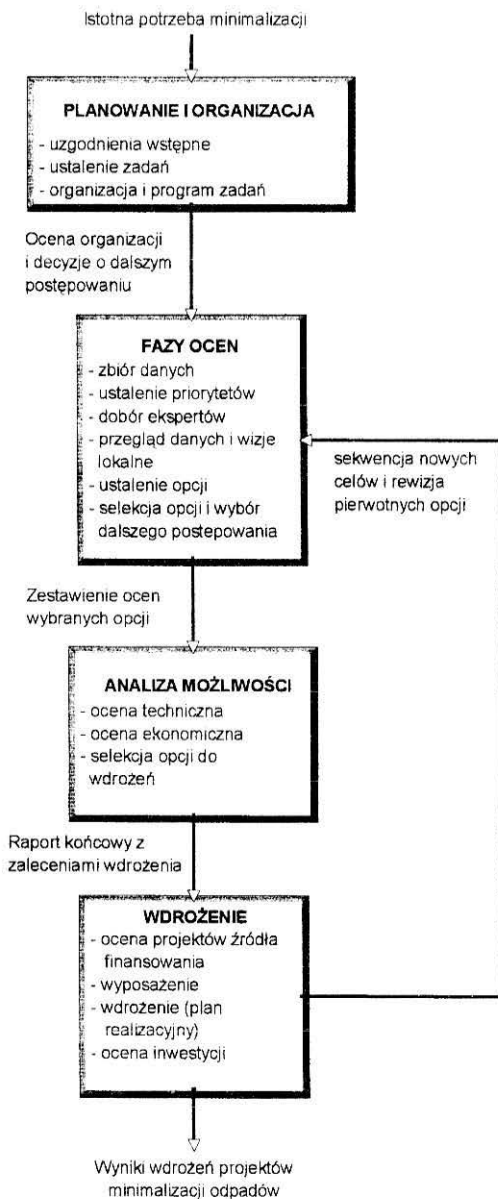 Istotna potrzeba minimalizacji
PLANOWANIE I ORGANIZACJA
- uzgodnienia wstępne
- ustalenie zadań
- organizacja i program zadań
Ocena organizacji
i decyzje o dalszym
postępowaniu
FAZY OCEN
- zbiór danych
- ustalenie priorytetów
- dobór ekspertów
- przegląd danych i wizje
lokalne
- ustalenie opcji
- selekcja opcji i wybór
dalszego postepowania
sekwencja nowych
celów i rewizja
pierwotnych opcji
Zestawienie ocen
wybranych opcji
ANALIZA MOŻLIWOŚCI
- ocena techniczna
- ocena ekonomiczna
- selekcja opcji do
wdrożeń
Raport końcowy z
zaleceniami wdrożenia
WDROŻENIE
- ocena projektów źródła
finansowania
- wyposażenie
- wdrożenie (plan
realizacyjny)
- ocena inwestycji
Wyniki wdrożeń projektów
minimalizacji odpadów